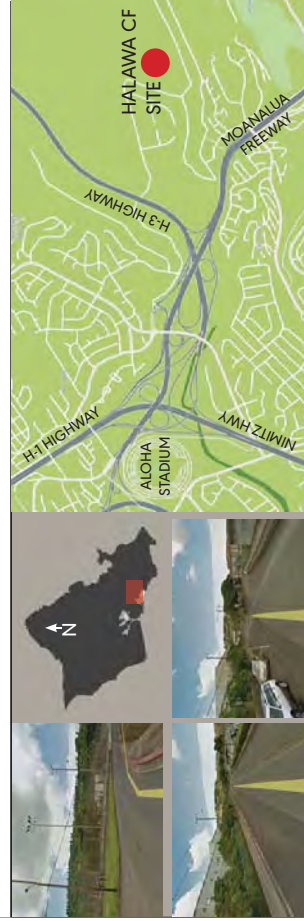 HALAWA CF
SITE
MOANALUA
FREEWAY
H-3 HIGHWAY
H-1 HIGHWAY
ALOHA
STADIUM
NIMITZ HWY
N